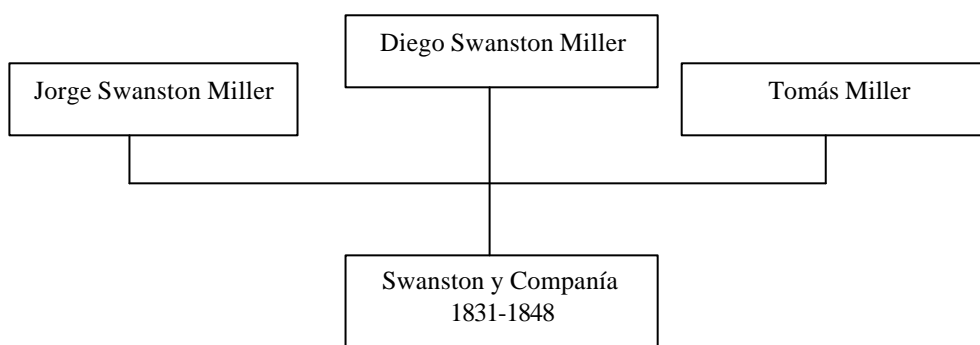 Diego Swanston Miller
Jorge Swanston Miller
Tomás Miller
Swanston y Companía
1831-1848